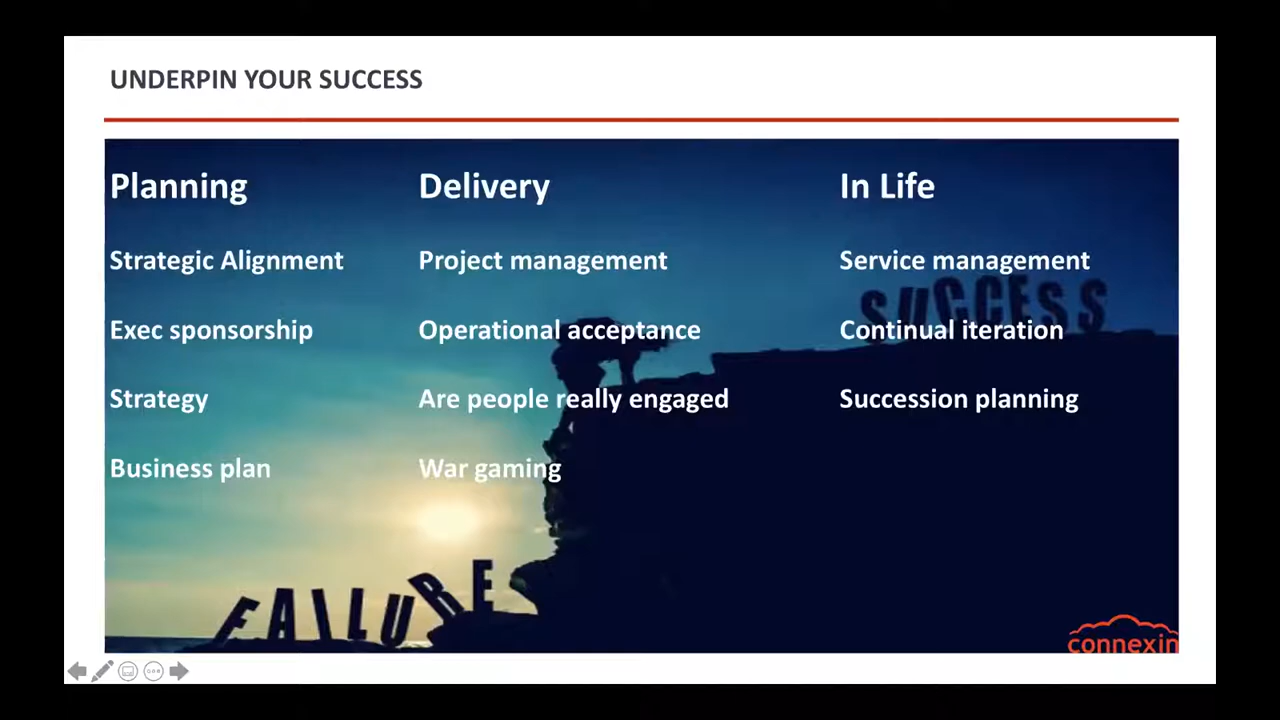 UNDERPIN YOUR SUCCESS
Planning
Strategic Alignment
Exec sponsorship
Strategy
Business plan
Delivery
Project management
Operational acceptance
Are people really engaged
War gaming
In Life
Service management
Continual iteration
Succession planning
SUCCESS
FAILURE
connexin